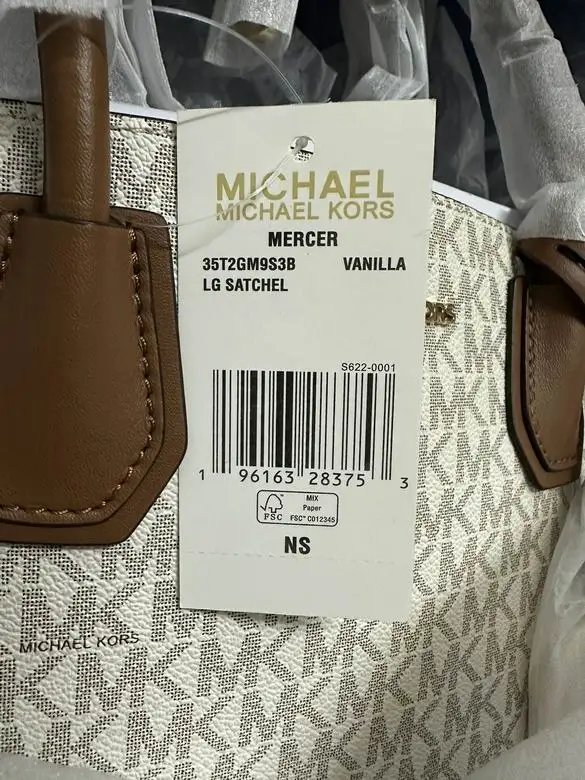 MICHAEL
MICHAEL KORS
MERCER
35T2GM9S3B VANILLA
LG SATCHEL
S622-0001
1 96163 28375 3
FSC
MIX
Paper
FSC® C012345
NS
ORS
MICHAEL KORS